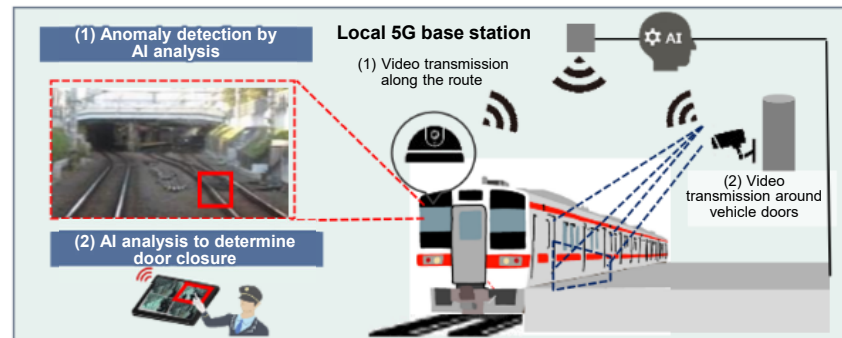 (1) Anomaly detection by
AI analysis
Local 5G base station
(1) Video transmission
along the route
AI
(2) Video
transmission around
vehicle doors
(2) AI analysis to determine
door closure